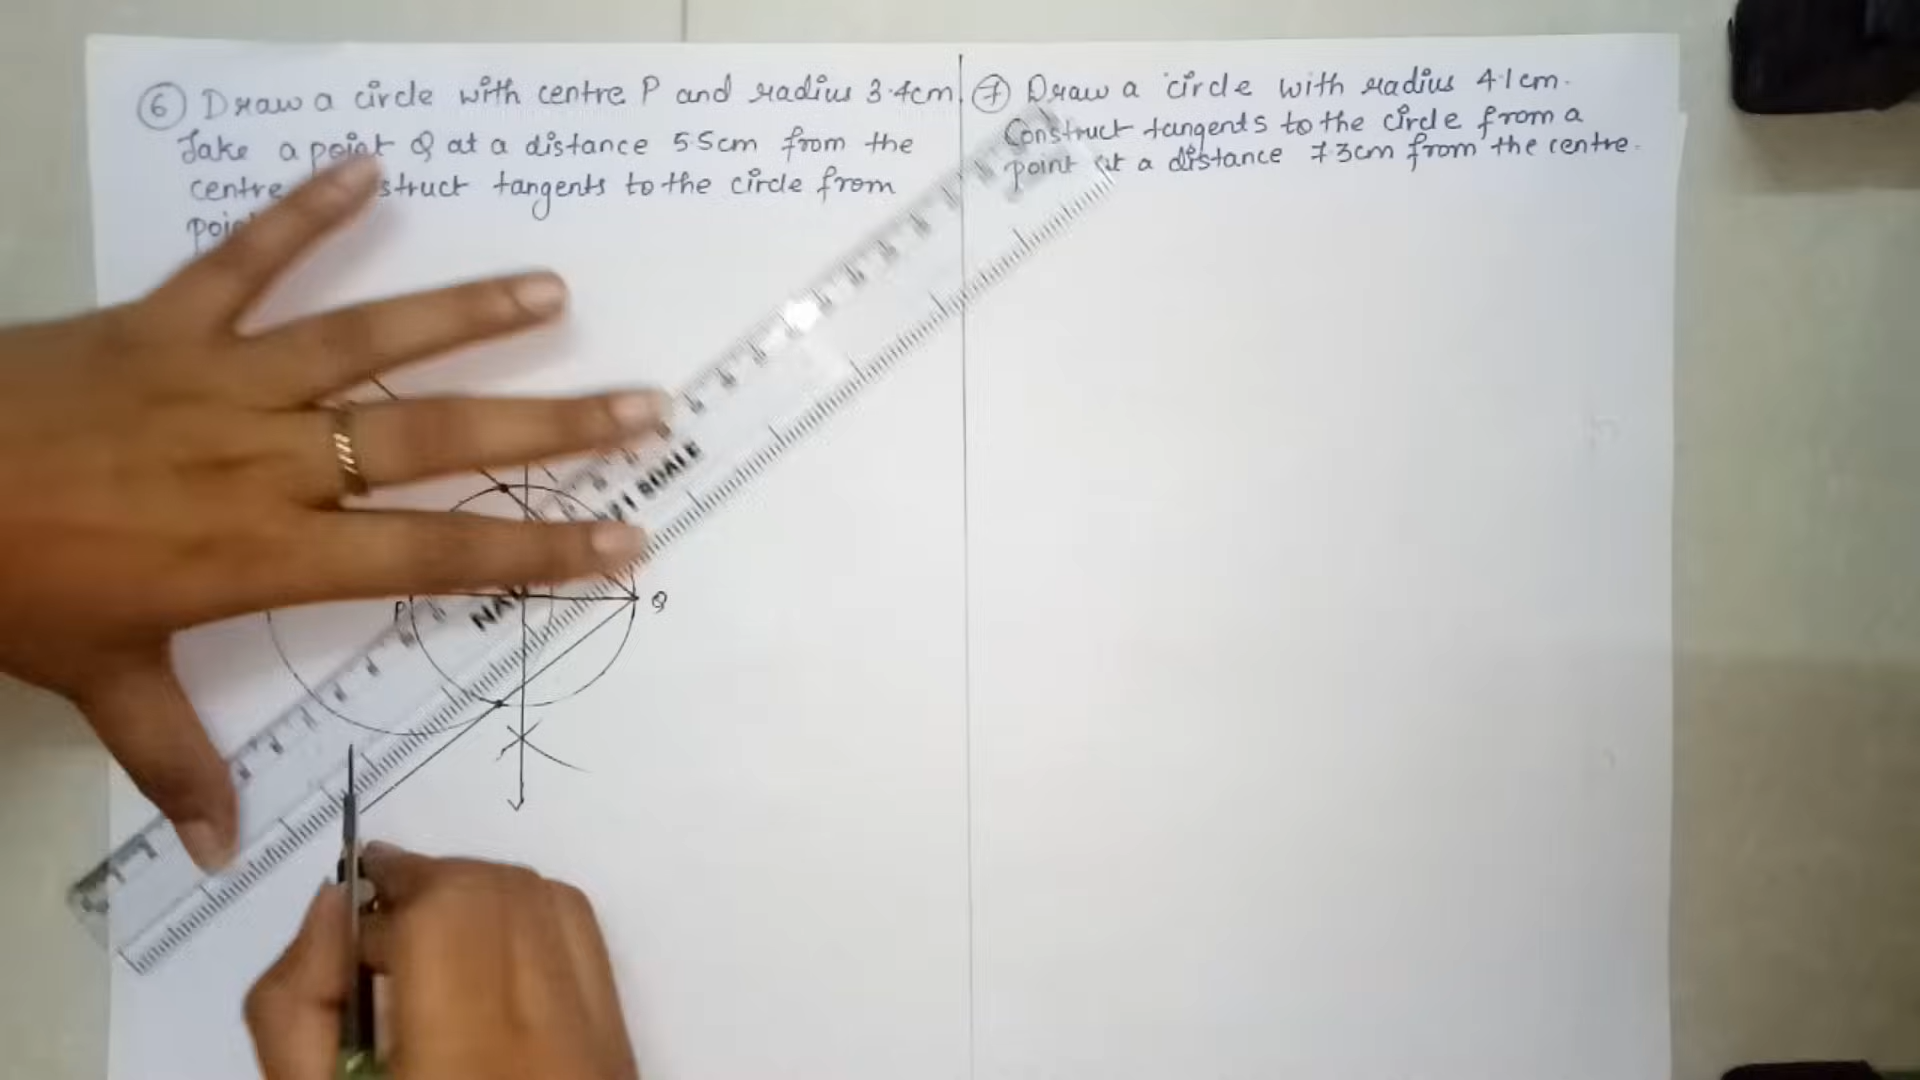 6 Draw a circle with centre P and radius 3.4cm.
Take a point Q at a distance 5.5cm from the
centre struct tangents to the circle from
7 Draw a circle with radius 4.1cm.
Construct tangents to the circle from a
point at a distance 7.3cm from the centre.
P
Q